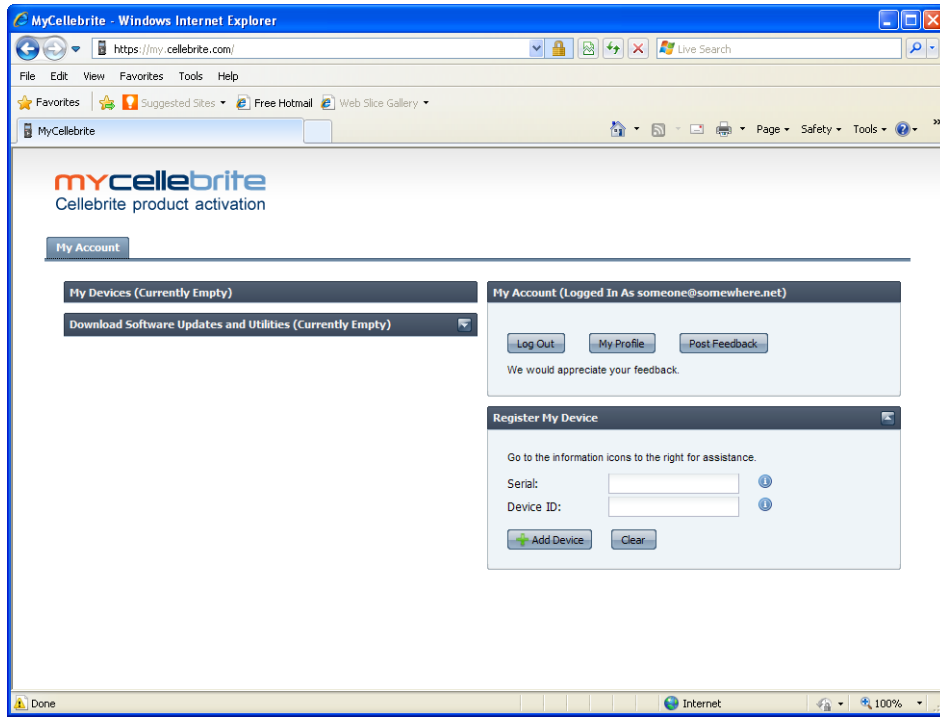 MyCellebrite - Windows Internet Explorer
https://my.cellebrite.com/
Live Search
File Edit View Favorites Tools Help
Favorites Suggested Sites Free Hotmail Web Slice Gallery
MyCellebrite Page Safety Tools »
mycellebrite
Cellebrite product activation
My Account
My Devices (Currently Empty)
Download Software Updates and Utilities (Currently Empty)
My Account (Logged In As someone@somewhere.net)
Log Out My Profile Post Feedback
We would appreciate your feedback.
Register My Device
Go to the information icons to the right for assistance.
Serial:
Device ID:
Add Device Clear
Done Internet 100%